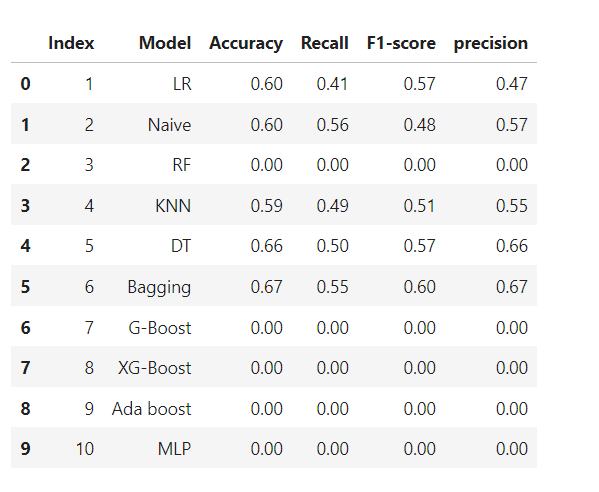 Index Model Accuracy Recall F1-score precision
0 1 LR 0.60 0.41 0.57 0.47
1 2 Naive 0.60 0.56 0.48 0.57
2 3 RF 0.00 0.00 0.00 0.00
3 4 KNN 0.59 0.49 0.51 0.55
4 5 DT 0.66 0.50 0.57 0.66
5 6 Bagging 0.67 0.55 0.60 0.67
6 7 G-Boost 0.00 0.00 0.00 0.00
7 8 XG-Boost 0.00 0.00 0.00 0.00
8 9 Ada boost 0.00 0.00 0.00 0.00
9 10 MLP 0.00 0.00 0.00 0.00